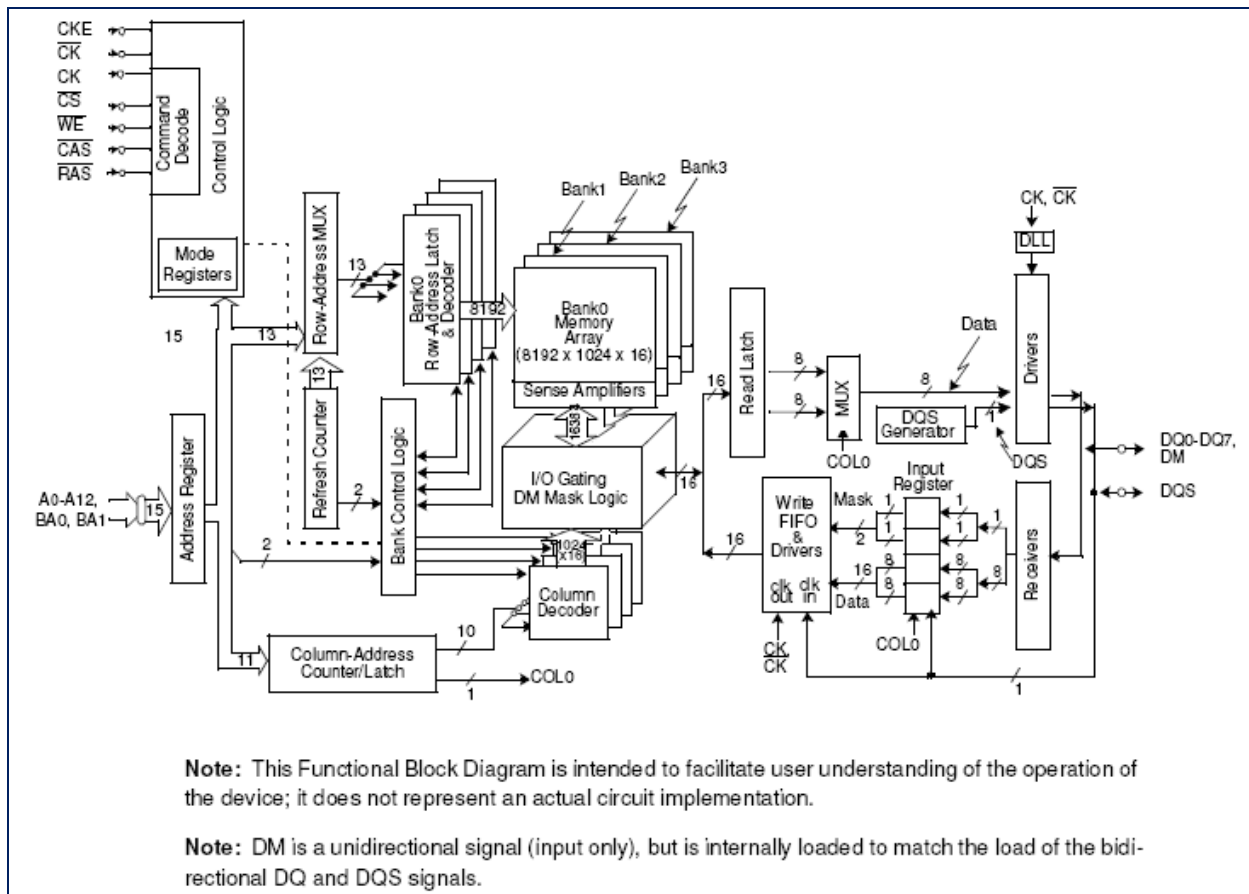 CKE
CK
CK
CS
WE
CAS
RAS
Command Decode
Control Logic
Mode
Registers
15
13
Row-Address MUX
13
Refresh Counter
13
Bank0
Row-Address Latch
& Decoder
8192
Bank1
Bank2
Bank3
Bank0
Memory
Array
(8192 x 1024 x 16)
Sense Amplifiers
I/O Gating
DM Mask Logic
16
A0-A12,
BA0, BA1
15
Address Register
2
2
Bank Control Logic
1024
x16)
Column
Decoder
11
Column-Address
Counter/Latch
10
1
COL0
16
Read Latch
8
8
MUX
COL0
8
Data
DQS
Generator
1
DQS
CK, CK
DLL
Drivers
DQ0-DQ7,
DM
DQS
16
Write
FIFO
&
Drivers
clk clk
out in
CK,
CK
Mask
1
1
2
8
16
8
Data
Input
Register
COL0
1
1
1
8
8
8
Receivers
1
Note: This Functional Block Diagram is intended to facilitate user understanding of the operation of
the device; it does not represent an actual circuit implementation.
Note: DM is a unidirectional signal (input only), but is internally loaded to match the load of the bidi-
rectional DQ and DQS signals.